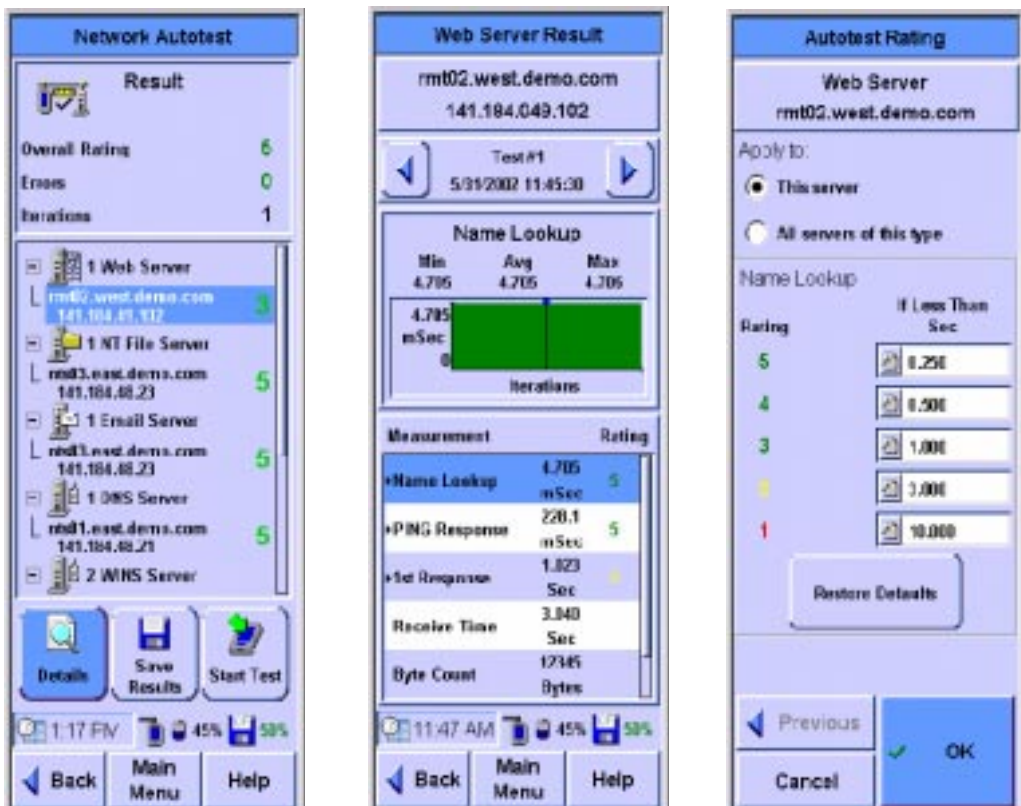 Network Autotest
Result
Overall Rating 5
Errors 0
Iterations 1
1 Web Server
rmt02.west.demo.com 3
1 NT File Server
nts03.east.demo.com 5
141.184.48.23
1 Email Server
nts03.east.demo.com 5
141.184.48.23
1 DNS Server
nts01.east.demo.com 5
141.184.48.21
2 WINS Server
Details
Save Results
Start Test
1:17 PM 45% 58%
Back
Main Menu
Help
Web Server Result
rmt02.west.demo.com
141.184.049.102
Test #1
5/31/2002 11:45:30
Name Lookup
Min Avg Max
4.705 4.705 4.705
4.705
mSec
0
Iterations
Measurement Rating
Name Lookup 4.705 mSec 5
PING Response 228.1 mSec 5
1st Response 1.023 Sec
Receive Time 3.040 Sec
Byte Count 12345 Bytes
11:47 AM 45% 58%
Back
Main Menu
Help
Autotest Rating
Web Server
rmt02.west.demo.com
Apply to:
This server
All servers of this type
Name Lookup
Rating If Less Than Sec
5 0.250
4 0.500
3 1.000
3.000
1 10.000
Restore Defaults
Previous
Cancel
OK